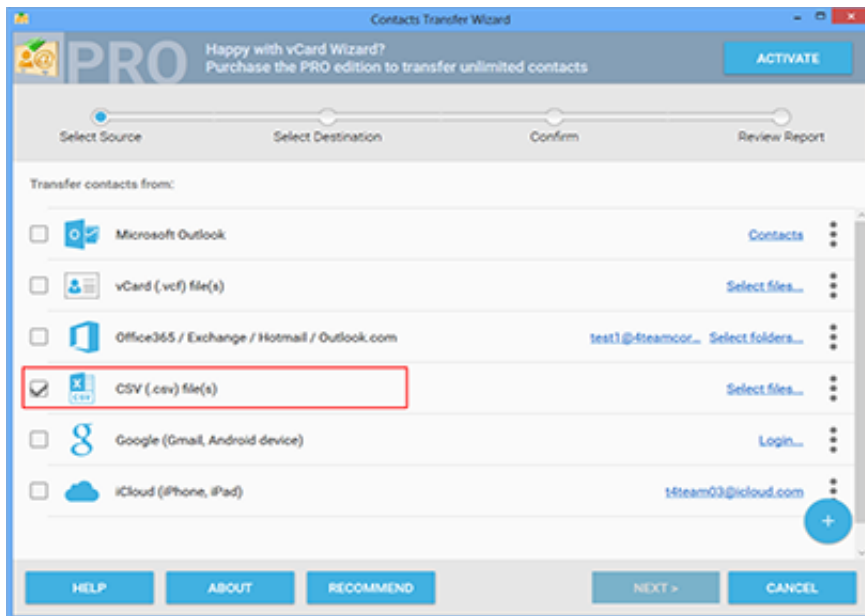 Contacts Transfer Wizard
PRO
Happy with vCard Wizard?
Purchase the PRO edition to transfer unlimited contacts
ACTIVATE
Select Source
Select Destination
Confirm
Review Report
Transfer contacts from:
Microsoft Outlook
Contacts
vCard (.vcf) file(s)
Select files...
Office365 / Exchange / Hotmail / Outlook.com
test1@4teamcor... Select folders...
CSV (.csv) file(s)
Select files...
Google (Gmail, Android device)
Login...
iCloud (iPhone, iPad)
t4team03@icloud.com
HELP
ABOUT
RECOMMEND
NEXT >
CANCEL